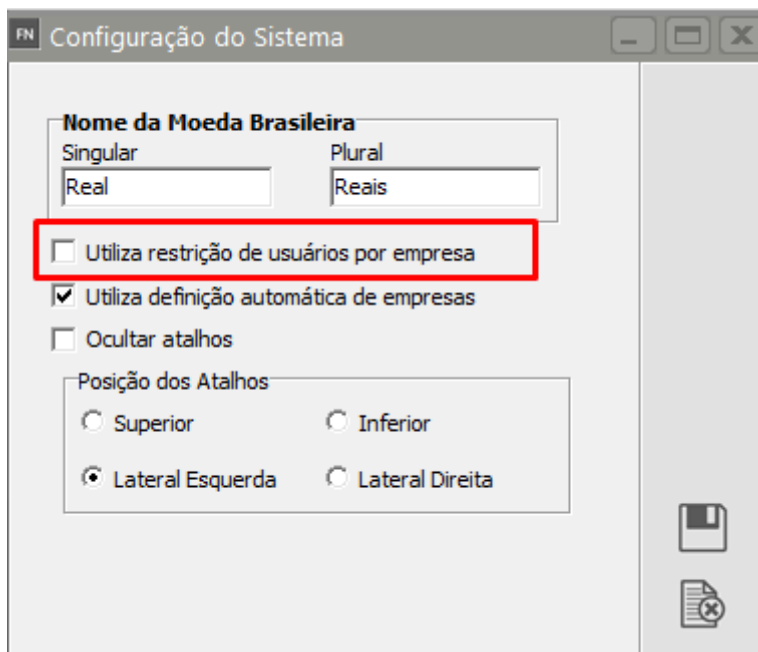 FN Configuração do Sistema
Nome da Moeda Brasileira
Singular Plural
Real Reais
Utiliza restrição de usuários por empresa
Utiliza definição automática de empresas
Ocultar atalhos
Posição dos Atalhos
Superior Inferior
Lateral Esquerda Lateral Direita